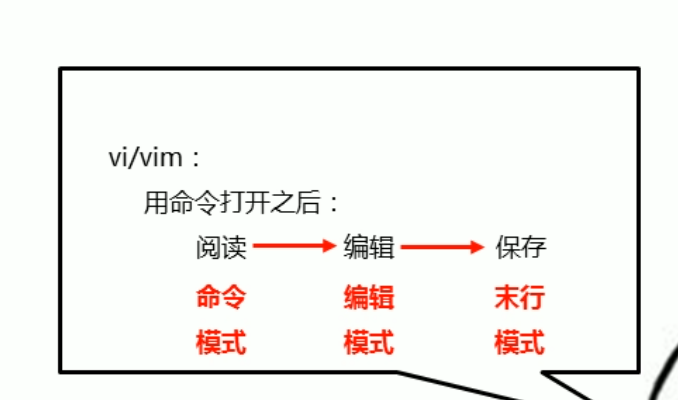 vi/vim：
用命令打开之后：
阅读 编辑 保存
命令 编辑 末行
模式 模式 模式